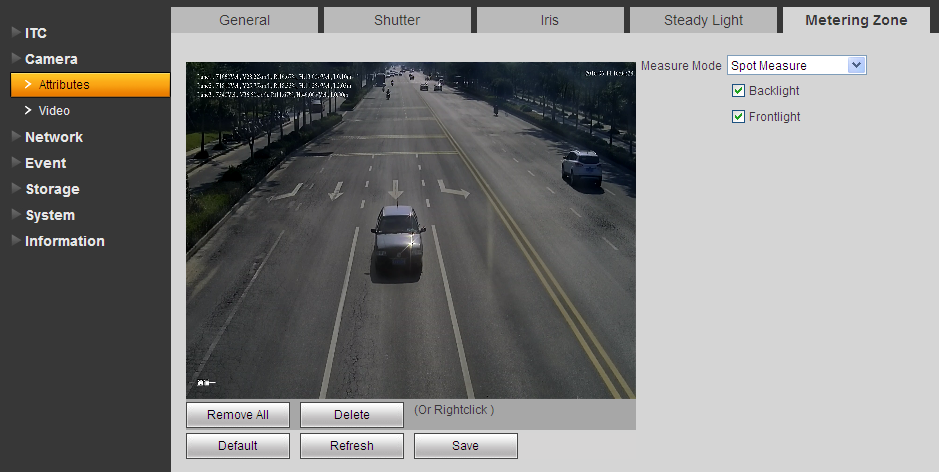 General Shutter Iris Steady Light Metering Zone
ITC
Camera
Attributes
Video
Network
Event
Storage
System
Information
Measure Mode Spot Measure
Backlight
Frontlight
Remove All Delete (Or Rightclick )
Default Refresh Save